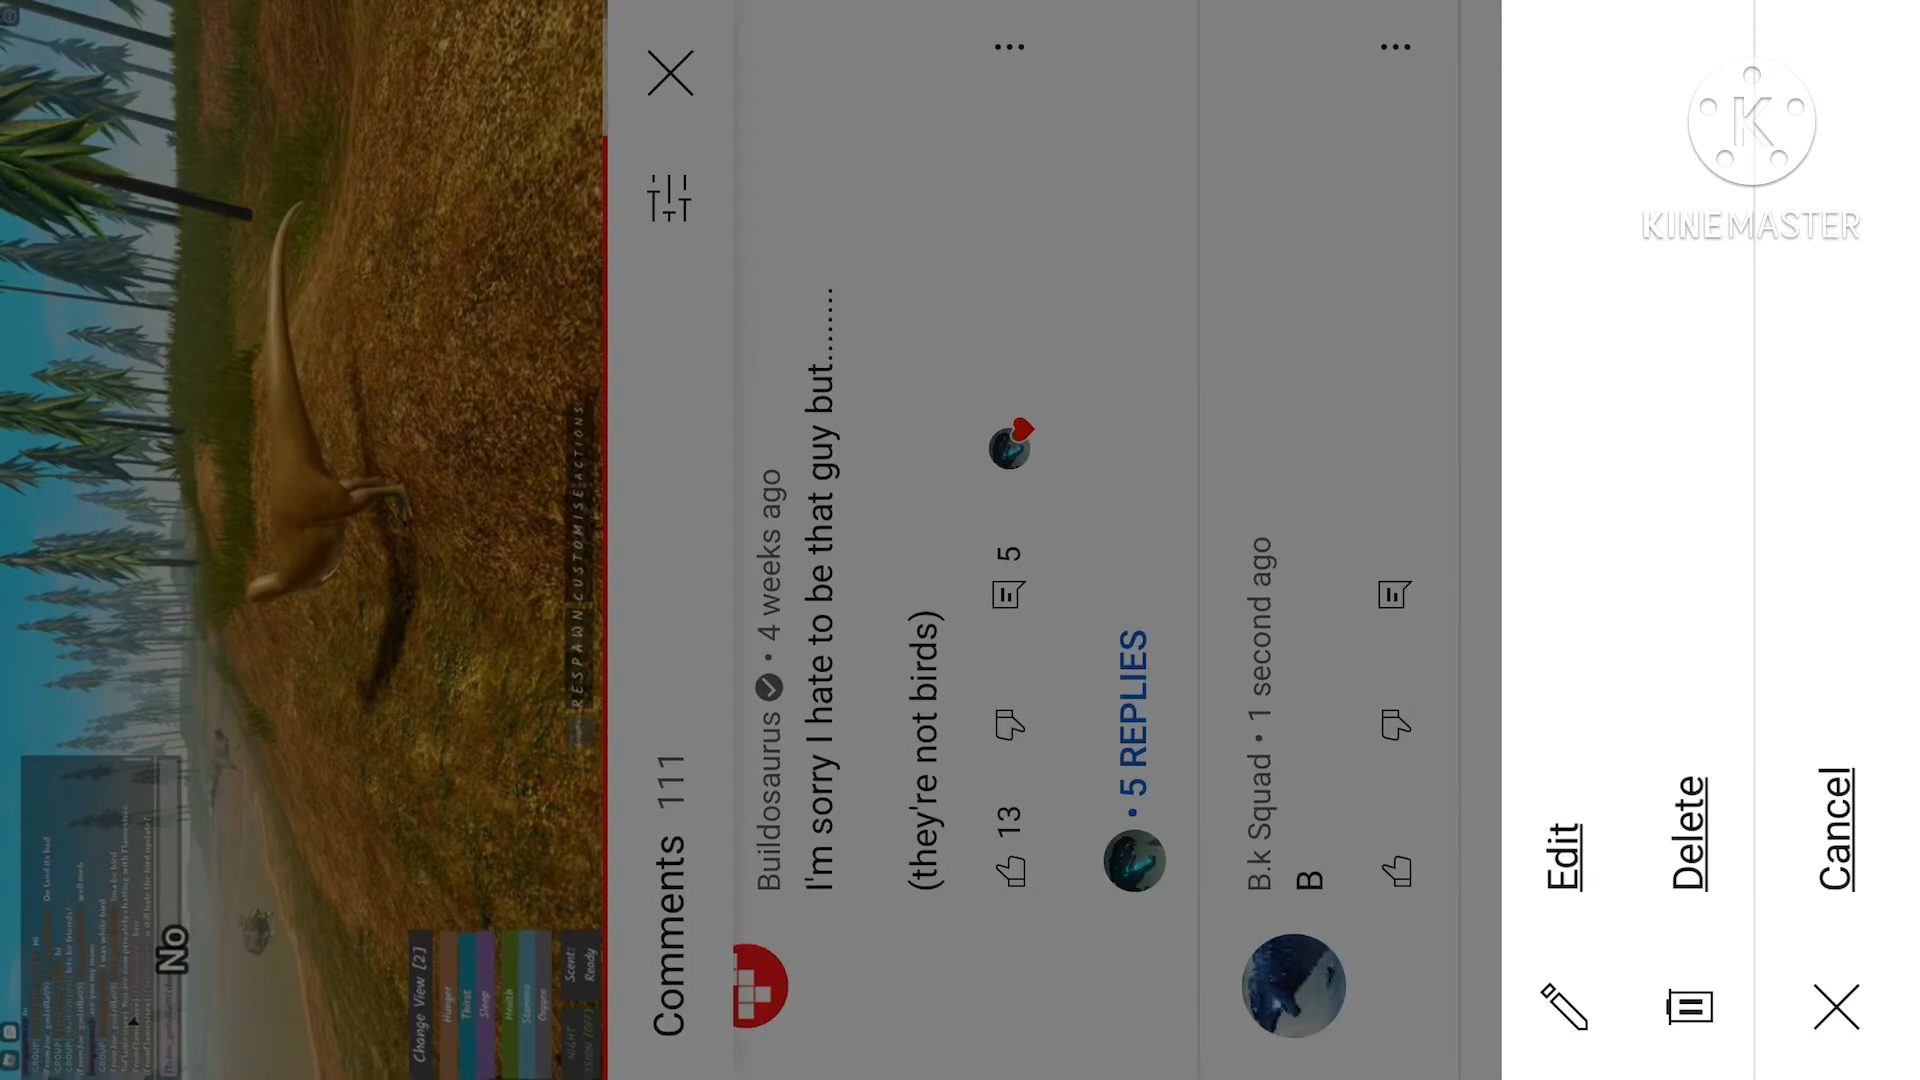 No
Change View [2]
Hunger
Thirst
Sleep
Health
Stamina
Oxygen
Scent:
Ready
NIGHT
RESPAWN CUSTOMISE ACTIONS
Comments 111
Buildosaurus • 4 weeks ago
I'm sorry I hate to be that guy but........
(they're not birds)
13
5
• 5 REPLIES
B.k Squad • 1 second ago
B
Edit
Delete
Cancel
K
KINEMASTER